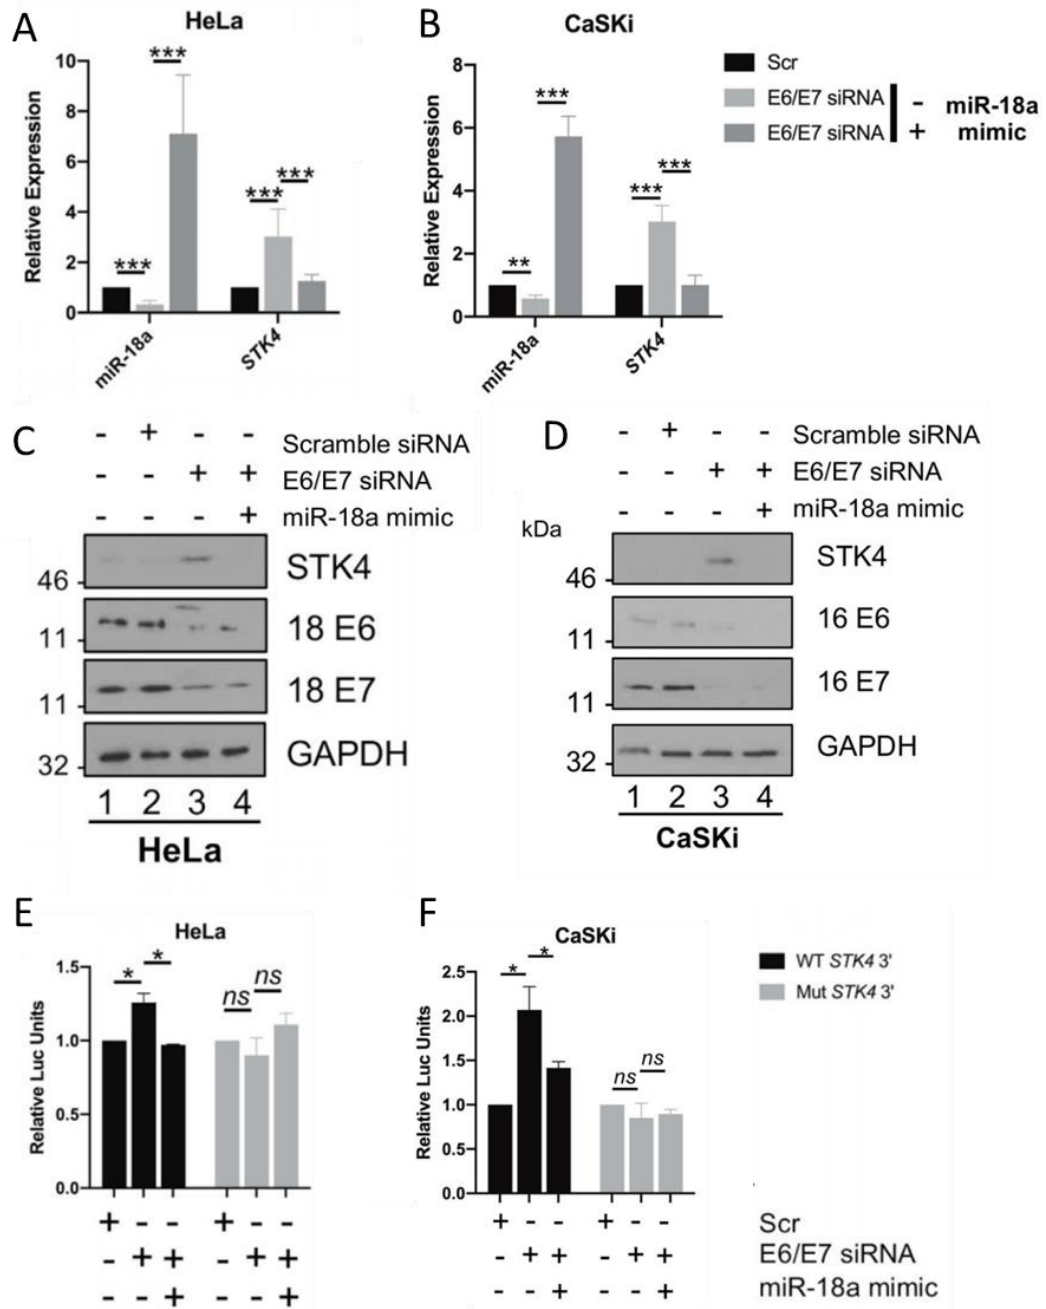 A
HeLa
***
***
***
***
10
8
6
4
2
0
Relative Expression
miR-18a
STK4
B
CaSKi
***
***
***
**
8
6
4
2
0
Relative Expression
miR-18a
STK4
Scr
E6/E7 siRNA - miR-18a
E6/E7 siRNA + mimic
C
- + - - Scramble siRNA
- - + + E6/E7 siRNA
- - - + miR-18a mimic
46 STK4
11 18 E6
11 18 E7
32 GAPDH
1 2 3 4
HeLa
D
- + - - Scramble siRNA
- - + + E6/E7 siRNA
- - - + miR-18a mimic
kDa
46 STK4
11 16 E6
11 16 E7
32 GAPDH
1 2 3 4
CaSKi
E
HeLa
* * ns ns
1.5
1.0
0.5
0.0
Relative Luc Units
+ - - + - -
- + + - + +
- - + - - +
F
CaSKi
* * ns ns
2.5
2.0
1.5
1.0
0.5
0.0
Relative Luc Units
WT STK4 3'
Mut STK4 3'
+ - - + - - Scr
- + + - + + E6/E7 siRNA
- - + - - + miR-18a mimic